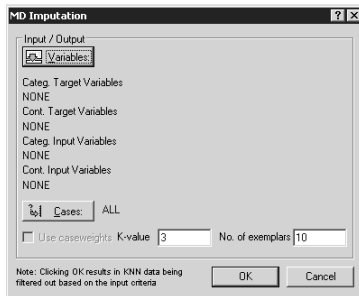 MD Imputation
Input / Output
Variables:
Categ. Target Variables
NONE
Cont. Target Variables
NONE
Categ. Input Variables
NONE
Cont. Input Variables
NONE
Cases: ALL
Use caseweights K-value 3 No. of exemplars 10
Note: Clicking OK results in KNN data being
filtered out based on the input criteria
OK Cancel